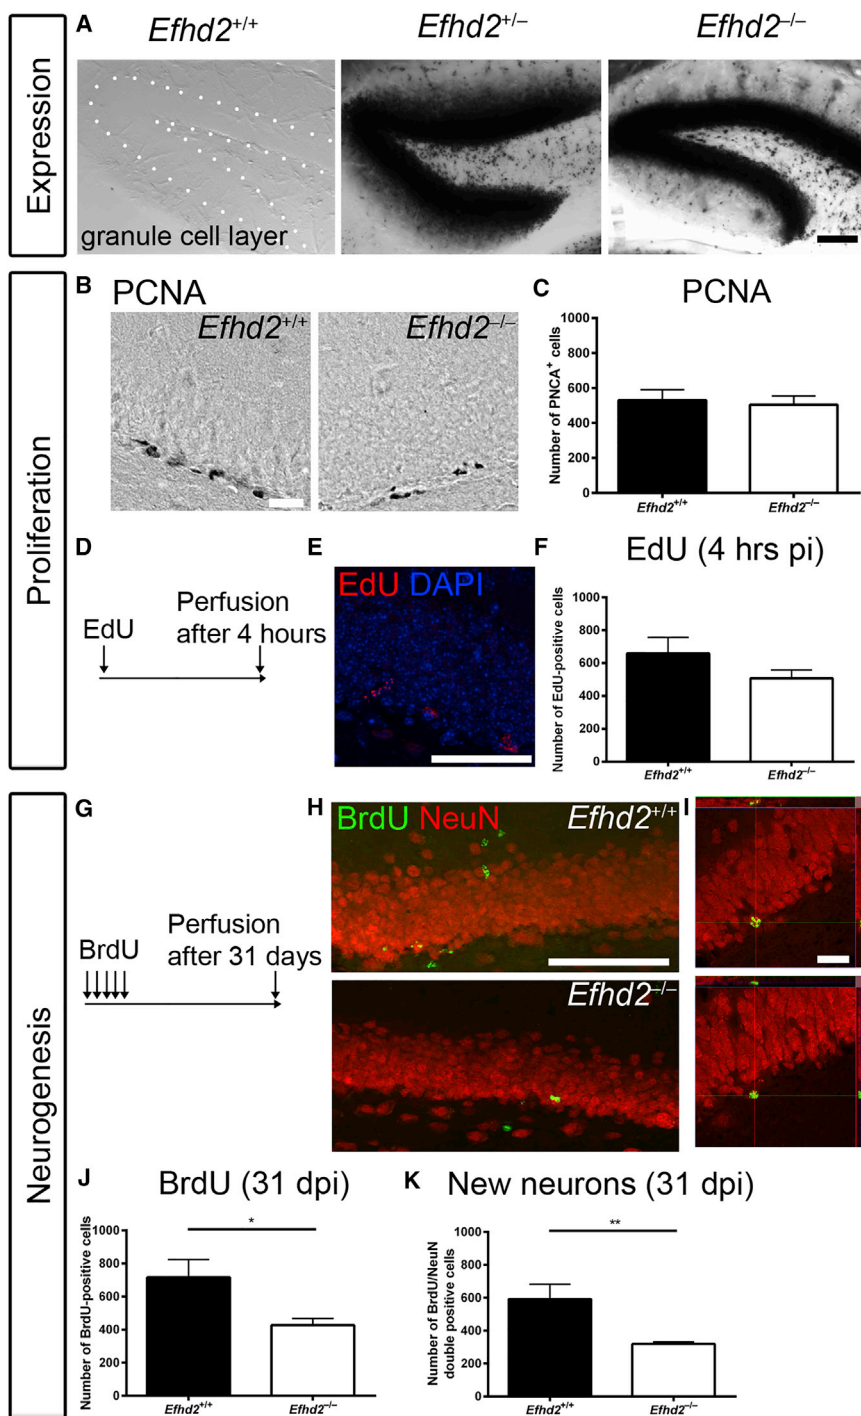 A
Efhd2+/+
Efhd2+/–
Efhd2–/–
Expression
granule cell layer
B
PCNA
Efhd2+/+
Efhd2–/–
C
PCNA
Number of PNCA+ cells
1000
800
600
400
200
0
Efhd2+/+
Efhd2–/–
Proliferation
D
EdU
Perfusion
after 4 hours
E
EdU DAPI
F
EdU (4 hrs pi)
Number of EdU-positive cells
1000
800
600
400
200
0
Efhd2+/+
Efhd2–/–
Neurogenesis
G
BrdU
Perfusion
after 31 days
H
BrdU NeuN
Efhd2+/+
Efhd2–/–
I
J
BrdU (31 dpi)
Number of BrdU-positive cells
1000
800
600
400
200
0
*
Efhd2+/+
Efhd2–/–
K
New neurons (31 dpi)
Number of BrdU/NeuN
double positive cells
1000
800
600
400
200
0
**
Efhd2+/+
Efhd2–/–